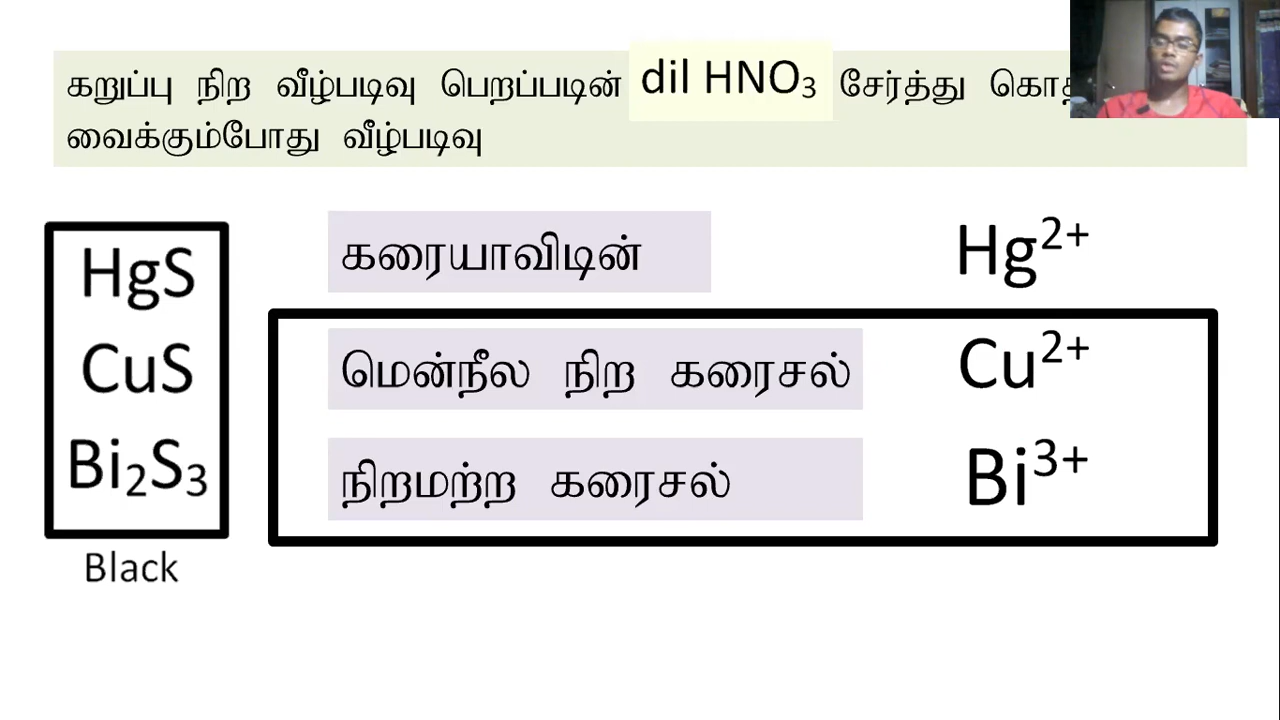 கறுப்பு நிற வீழ்படிவு பெறப்படின் dil HNO₃ சேர்த்து
வைக்கும்போது வீழ்படிவு
HgS
CuS
Bi₂S₃
Black
கரையாவிடின் Hg²⁺
மென்நீல நிற கரைசல் Cu²⁺
நிறமற்ற கரைசல் Bi³⁺